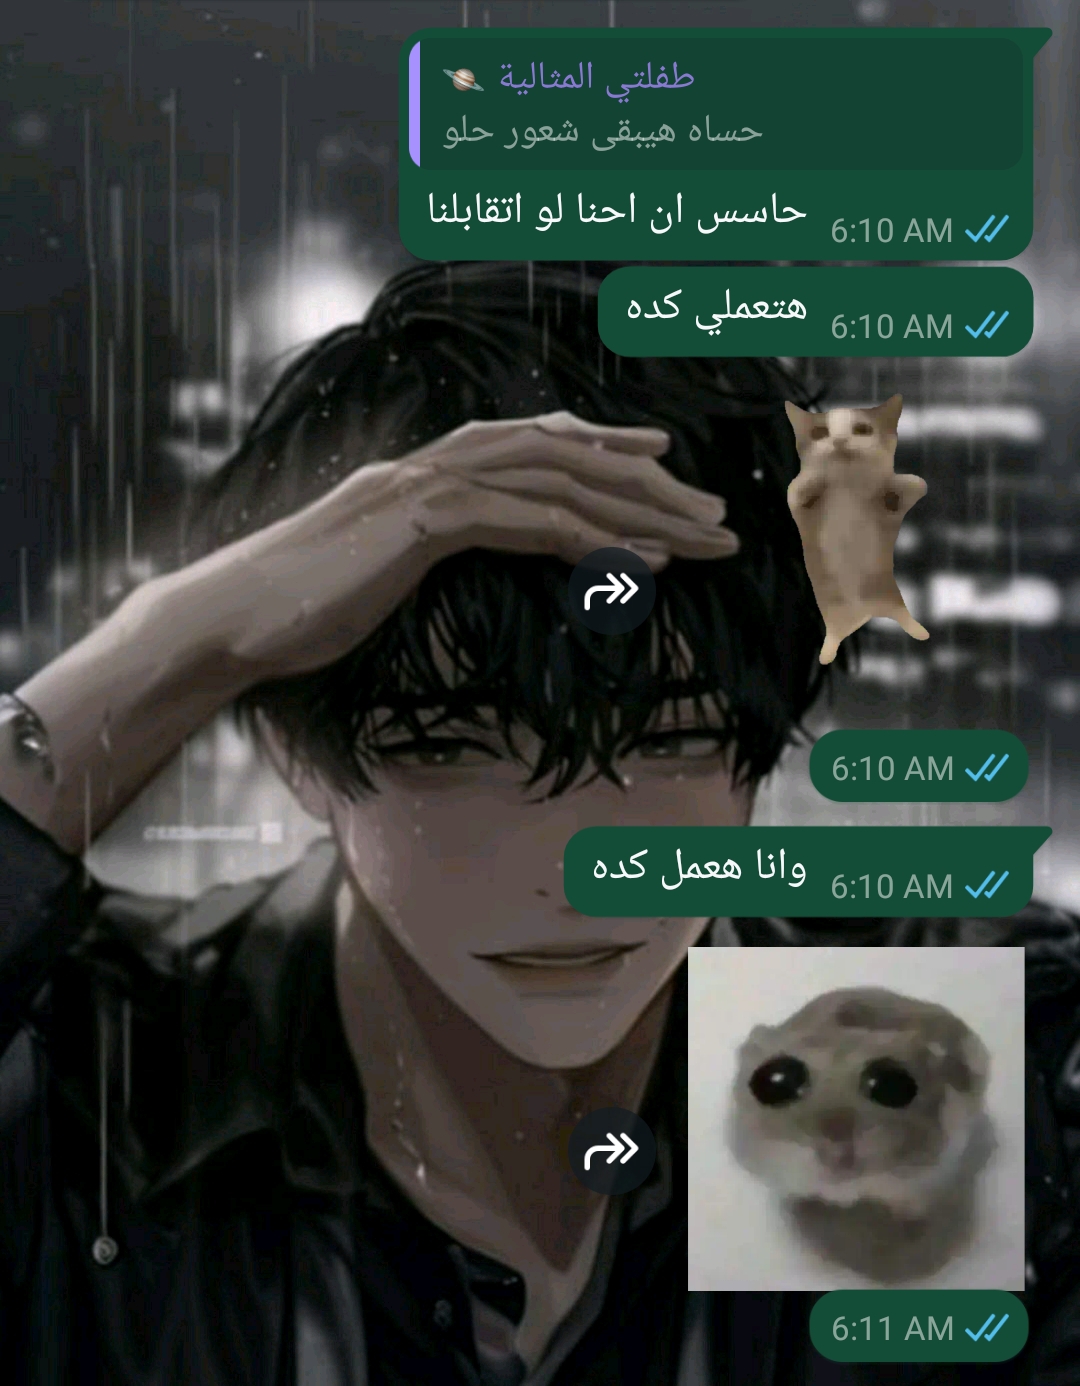 طفلتي المثالية 🪐
حساه هيبقى شعور حلو
حاسس ان احنا لو اتقابلنا
6:10 AM
هتعملي كده
6:10 AM
6:10 AM
وانا هعمل كده
6:10 AM
6:11 AM